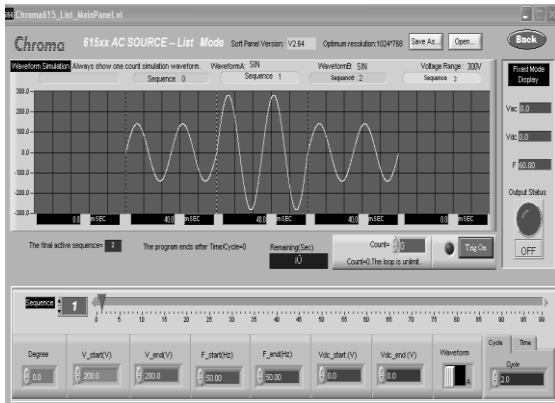 Chroma615_List_MainPanel.vi
Chroma 615xx AC SOURCE – List Mode Soft Panel Version: V2.64 Optimum resolution:1024*768 Save As... Open... Back
Waveform Simulation Always show one count simulation waveform. WaveformA: SIN WaveformB: SIN Voltage Range: 300V
Sequence 0 Sequence 1 Sequence 2 Sequence 3
Fixed Mode Display
300.0
200.0
100.0
0.0
-100.0
-200.0
-300.0
Vac 0.0
Vdc 0.0
F 60.00
0.0 mSEC 40.0 mSEC 40.0 mSEC 40.0 mSEC
Output Status
OFF
The final active sequence= 2 The program ends after Time/Cycle=0 Remaining(Sec) Count= 0 Trig On
Count=0:The loop is unlimit.
Sequence 1
0 5 10 15 20 25 30 35 40 45 50 55 60 65 70 75 80 85 90 95 99
Degree V_start(V) V_end(V) F_start(Hz) F_end(Hz) Vdc_start (V) Vdc_end (V) Waveform Cycle Time
Cycle
0.0 200.0 200.0 50.00 50.00 0.0 0.0 A 2.0